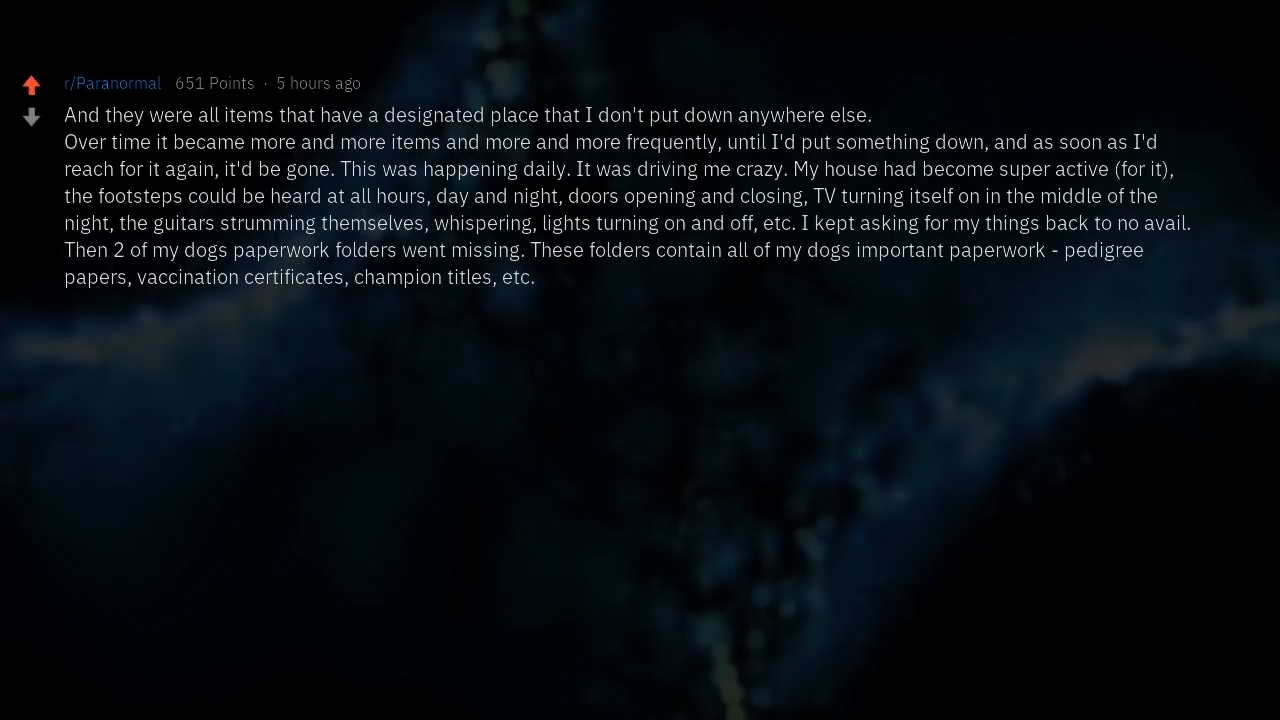 r/Paranormal 651 Points · 5 hours ago
And they were all items that have a designated place that I don't put down anywhere else.
Over time it became more and more items and more and more frequently, until I'd put something down, and as soon as I'd
reach for it again, it'd be gone. This was happening daily. It was driving me crazy. My house had become super active (for it),
the footsteps could be heard at all hours, day and night, doors opening and closing, TV turning itself on in the middle of the
night, the guitars strumming themselves, whispering, lights turning on and off, etc. I kept asking for my things back to no avail.
Then 2 of my dogs paperwork folders went missing. These folders contain all of my dogs important paperwork - pedigree
papers, vaccination certificates, champion titles, etc.